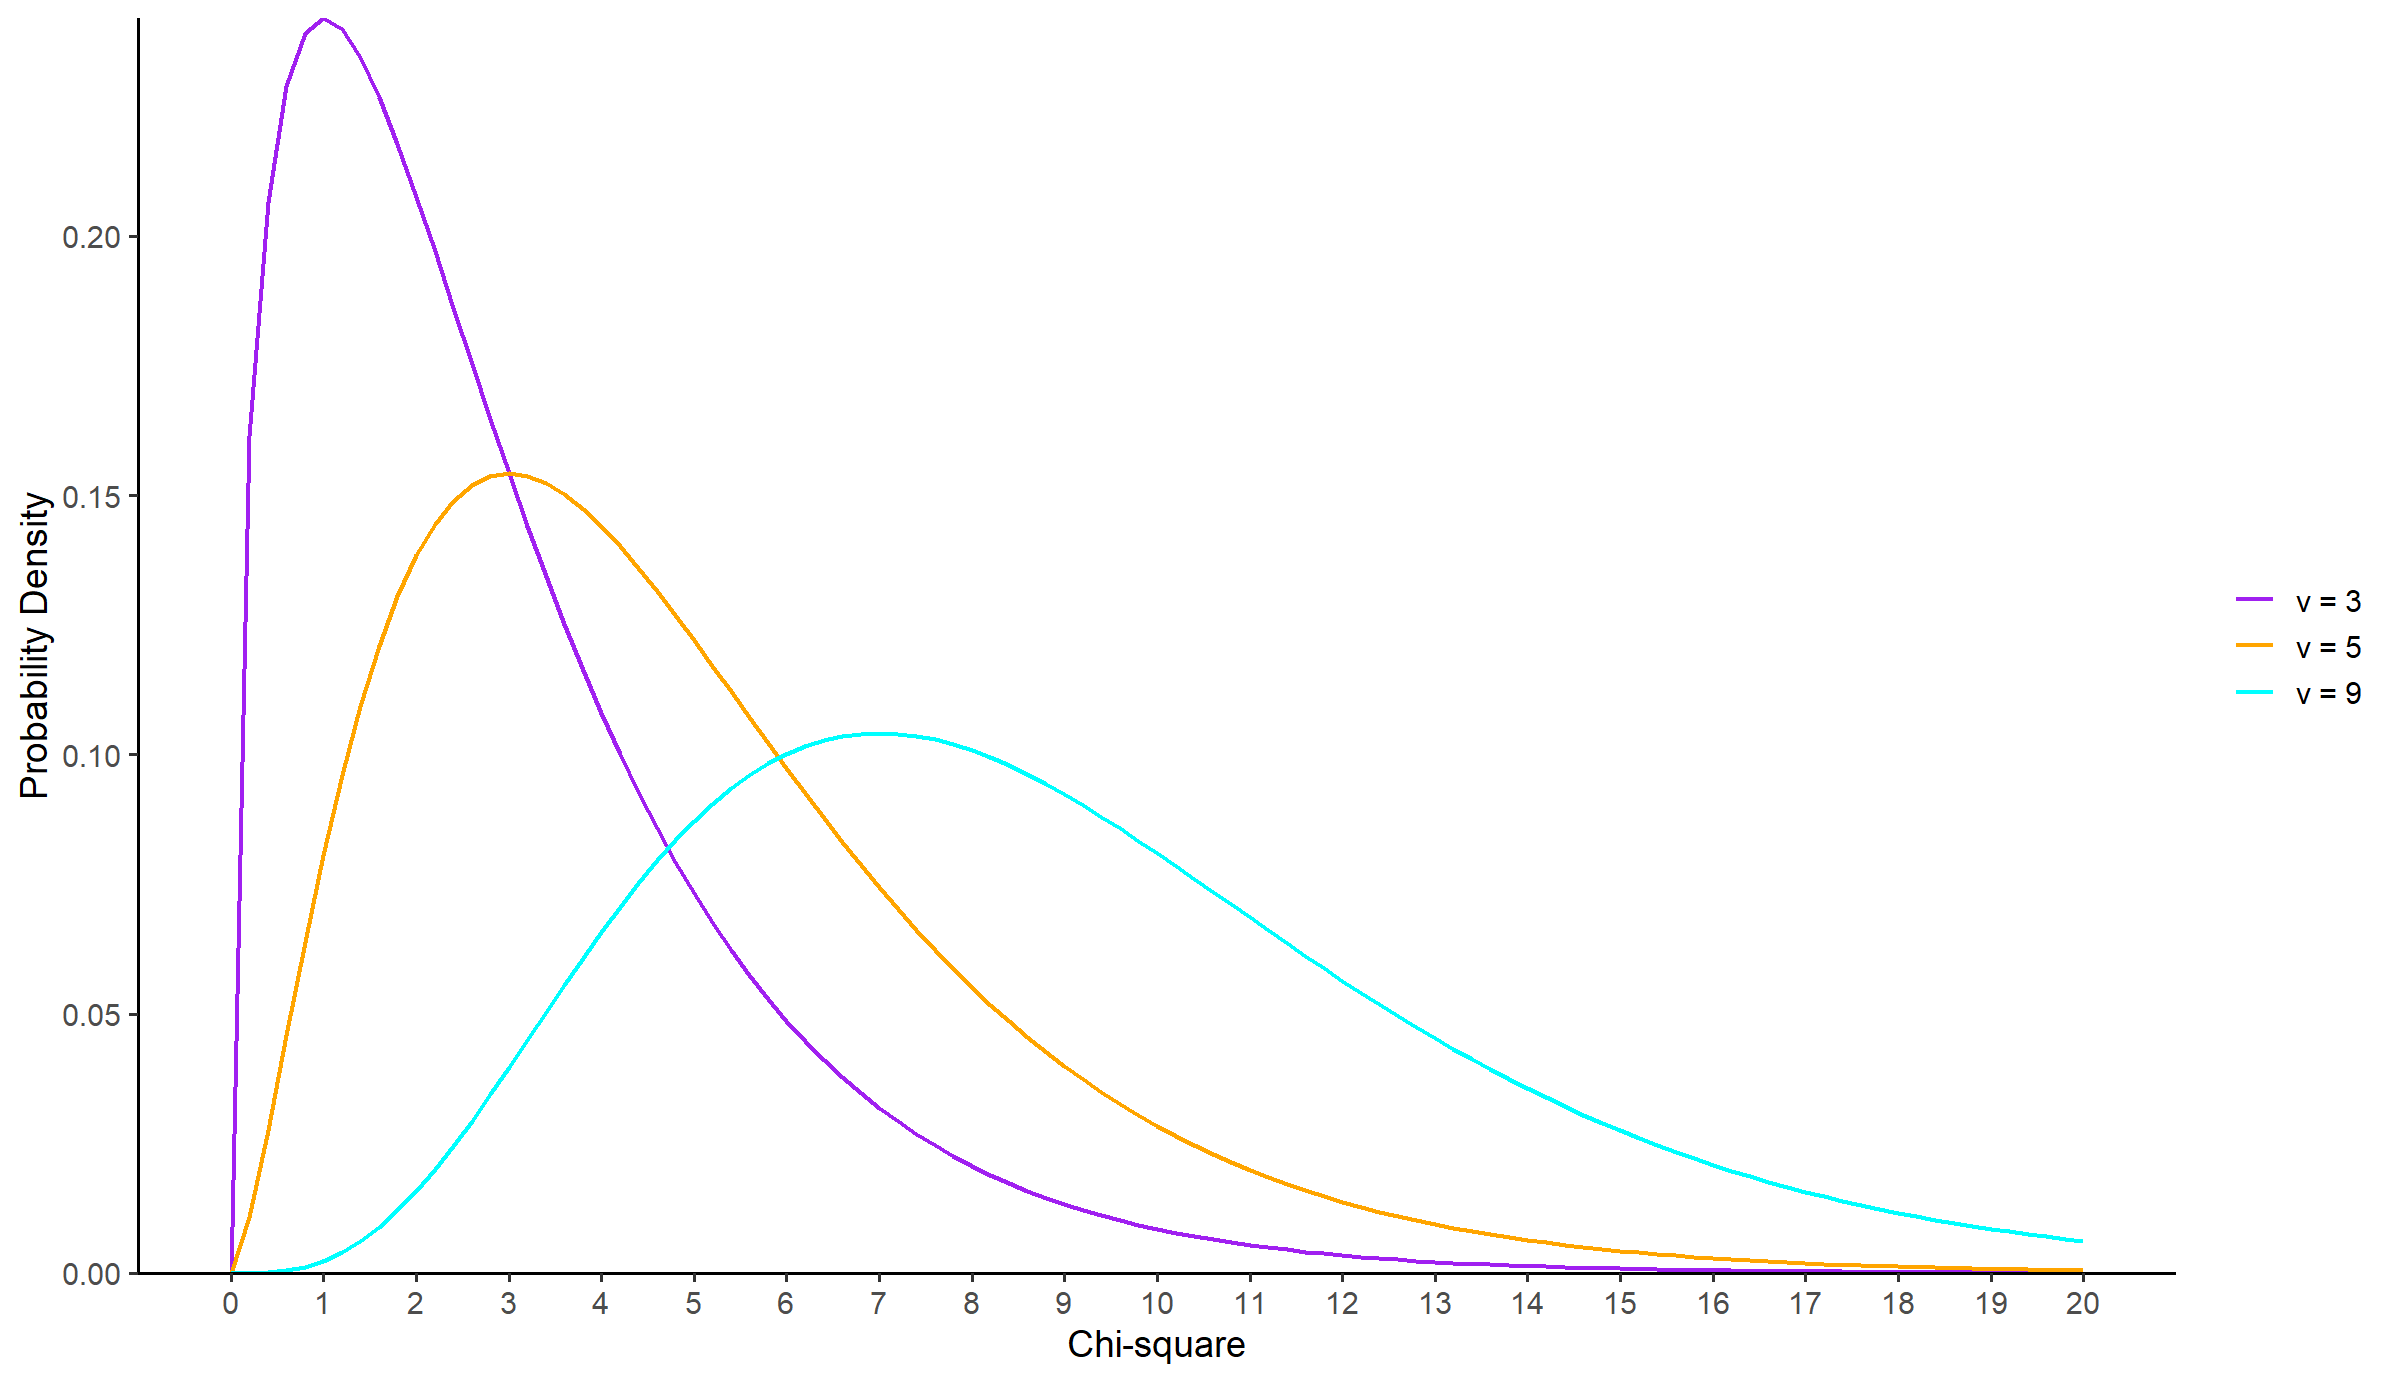 Probability Density
0.20
0.15
0.10
0.05
0.00
0 1 2 3 4 5 6 7 8 9 10 11 12 13 14 15 16 17 18 19 20
Chi-square
v = 3
v = 5
v = 9